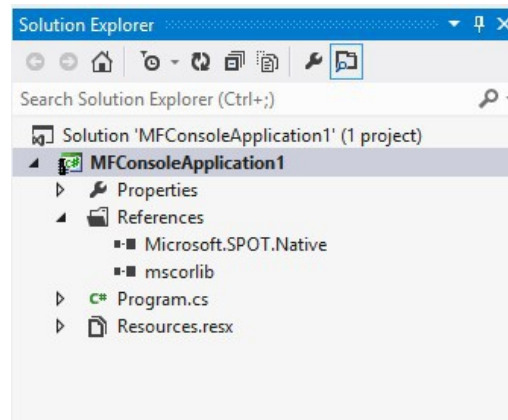 Solution Explorer
Search Solution Explorer (Ctrl+;)
Solution 'MFConsoleApplication1' (1 project)
C# MFConsoleApplication1
Properties
References
Microsoft.SPOT.Native
mscorlib
C# Program.cs
Resources.resx